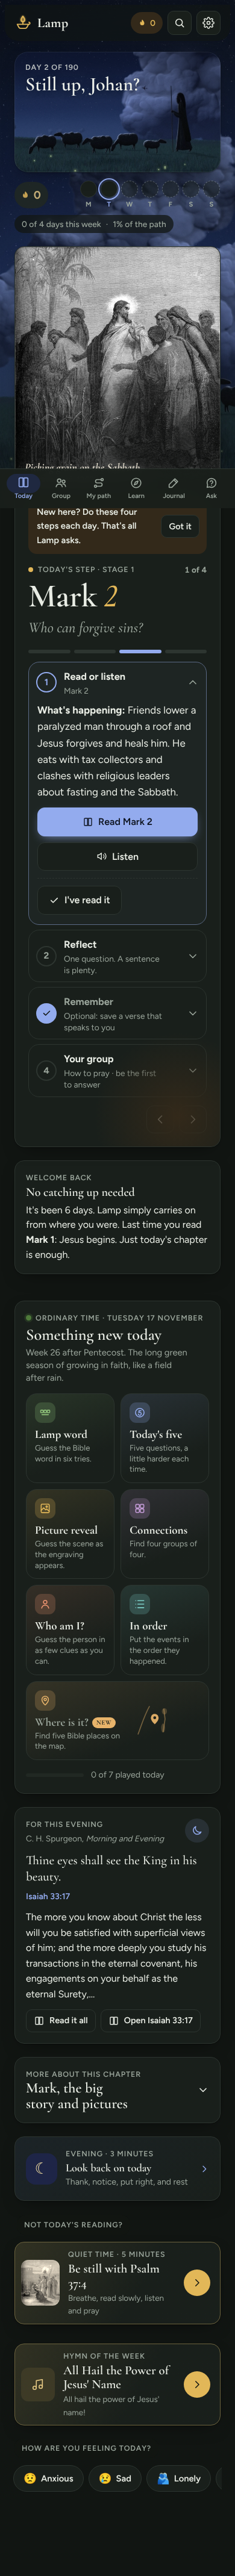 Lamp
0
DAY 2 OF 190
Still up, Johan?
0
M T W T F S S
0 of 4 days this week · 1% of the path
Picking grain on the Sabbath
Today Group My path Learn Journal Ask
New here? Do these four
steps each day. That's all
Lamp asks.
Got it
TODAY'S STEP · STAGE 1
1 of 4
Mark 2
Who can forgive sins?
1
Read or listen
Mark 2
What's happening: Friends lower a
paralyzed man through a roof and
Jesus forgives and heals him. He
eats with tax collectors and
clashes with religious leaders
about fasting and the Sabbath.
Read Mark 2
Listen
I've read it
2
Reflect
One question. A sentence
is plenty.
Remember
Optional: save a verse that
speaks to you
4
Your group
How to pray · be the first
to answer
WELCOME BACK
No catching up needed
It's been 6 days. Lamp simply carries on
from where you were. Last time you read
Mark 1: Jesus begins. Just today's chapter
is enough.
ORDINARY TIME · TUESDAY 17 NOVEMBER
Something new today
Week 26 after Pentecost. The long green
season of growing in faith, like a field
after rain.
Lamp word
Guess the Bible
word in six tries.
Today's five
Five questions, a
little harder each
time.
Picture reveal
Guess the scene as
the engraving
appears.
Connections
Find four groups of
four.
Who am I?
Guess the person in
as few clues as you
can.
In order
Put the events in
the order they
happened.
Where is it? NEW
Find five Bible places on
the map.
0 of 7 played today
FOR THIS EVENING
C. H. Spurgeon, Morning and Evening
Thine eyes shall see the King in his
beauty.
Isaiah 33:17
The more you know about Christ the less
will you be satisfied with superficial views
of him; and the more deeply you study his
transactions in the eternal covenant, his
engagements on your behalf as the
eternal Surety,...
Read it all
Open Isaiah 33:17
MORE ABOUT THIS CHAPTER
Mark, the big
story and pictures
EVENING · 3 MINUTES
Look back on today
Thank, notice, put right, and rest
NOT TODAY'S READING?
QUIET TIME · 5 MINUTES
Be still with Psalm
37:4
Breathe, read slowly, listen
and pray
HYMN OF THE WEEK
All Hail the Power of
Jesus' Name
All hail the power of Jesus'
name!
HOW ARE YOU FEELING TODAY?
Anxious
Sad
Lonely